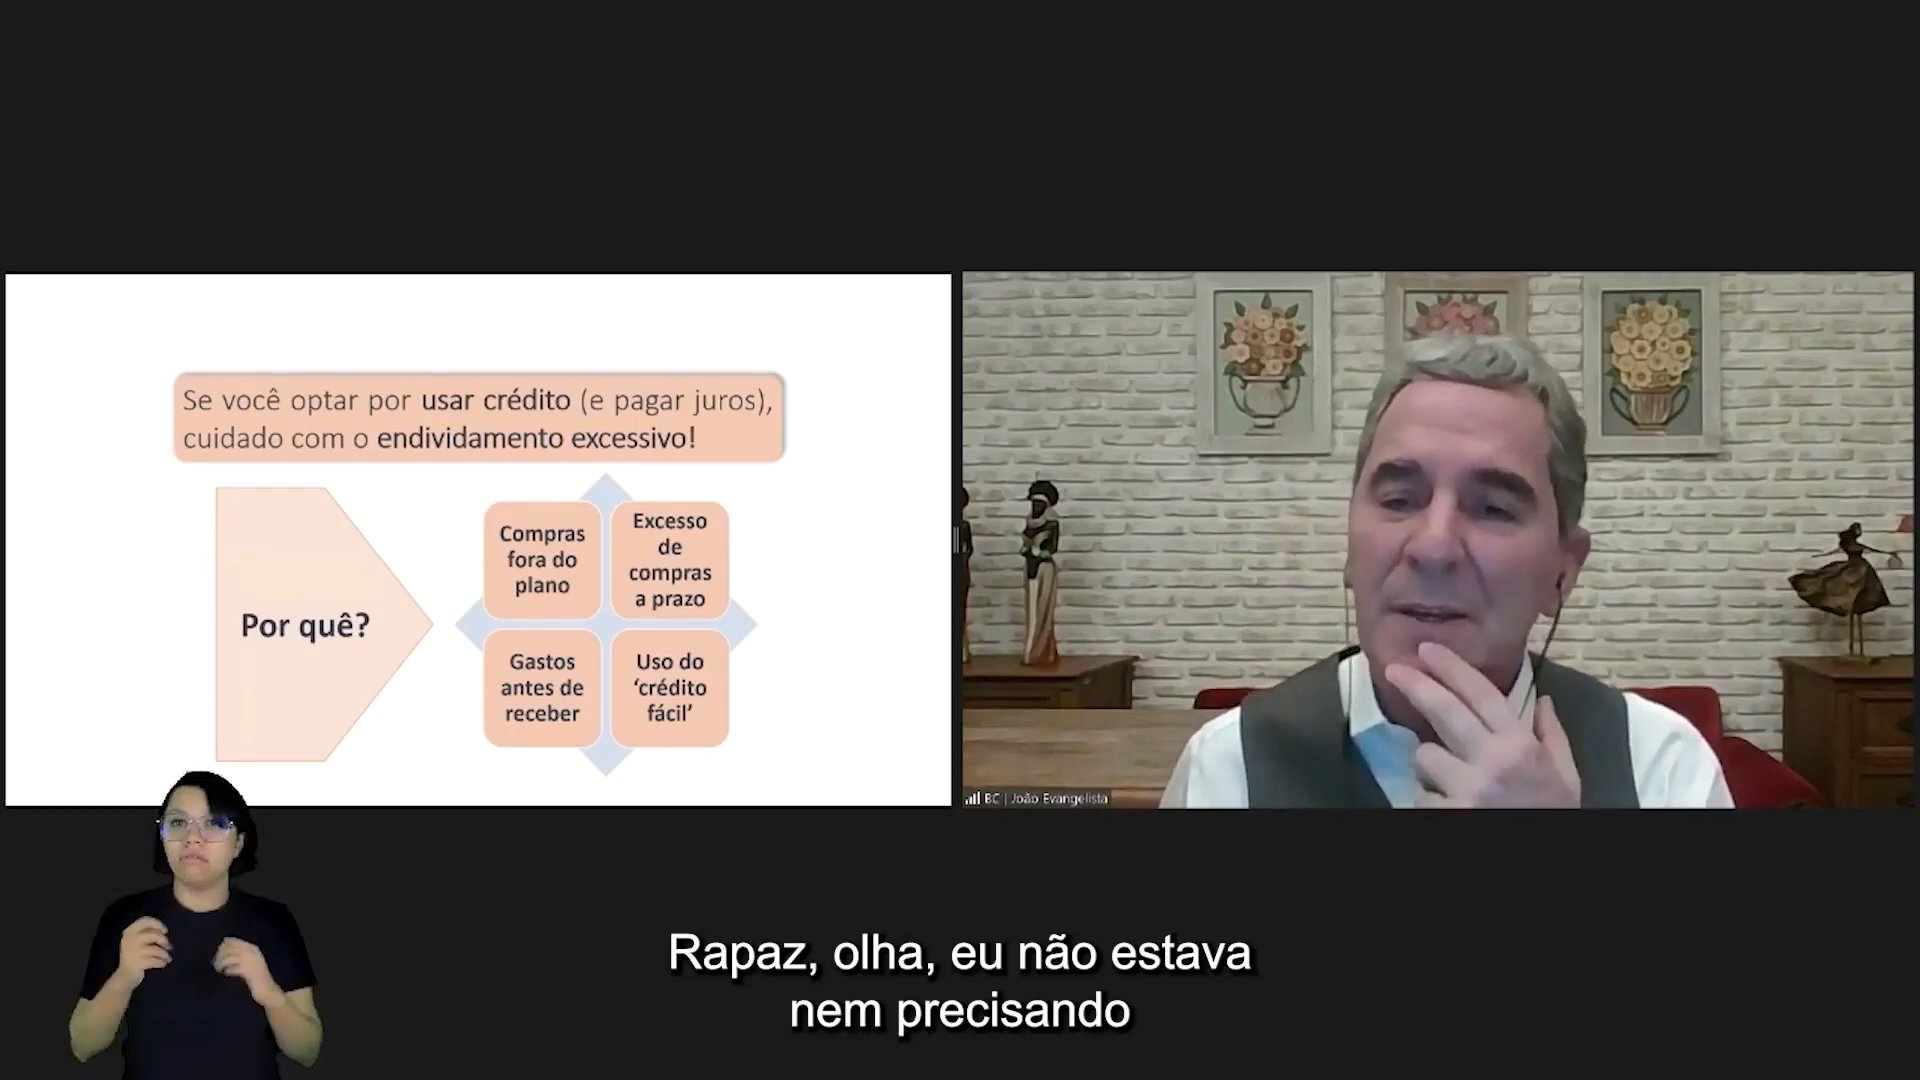 Se você optar por usar crédito (e pagar juros),
cuidado com o endividamento excessivo!
Por quê?
Compras
fora do
plano
Excesso
de
compras
a prazo
Gastos
antes de
receber
Uso do
‘crédito
fácil’
BC | João Evangelista
Rapaz, olha, eu não estava
nem precisando